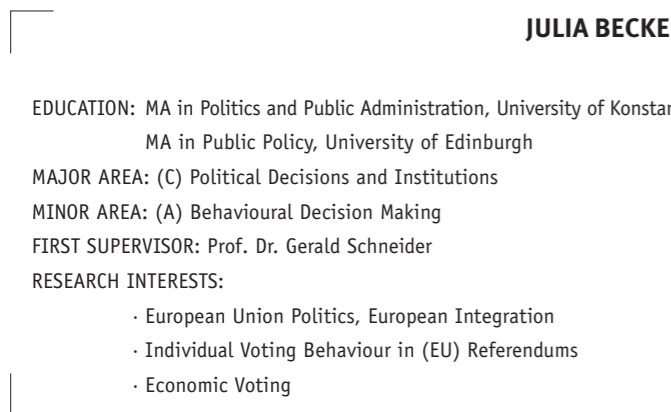 JULIA BECKE
EDUCATION: MA in Politics and Public Administration, University of Konstan
MA in Public Policy, University of Edinburgh
MAJOR AREA: (C) Political Decisions and Institutions
MINOR AREA: (A) Behavioural Decision Making
FIRST SUPERVISOR: Prof. Dr. Gerald Schneider
RESEARCH INTERESTS:
· European Union Politics, European Integration
· Individual Voting Behaviour in (EU) Referendums
· Economic Voting